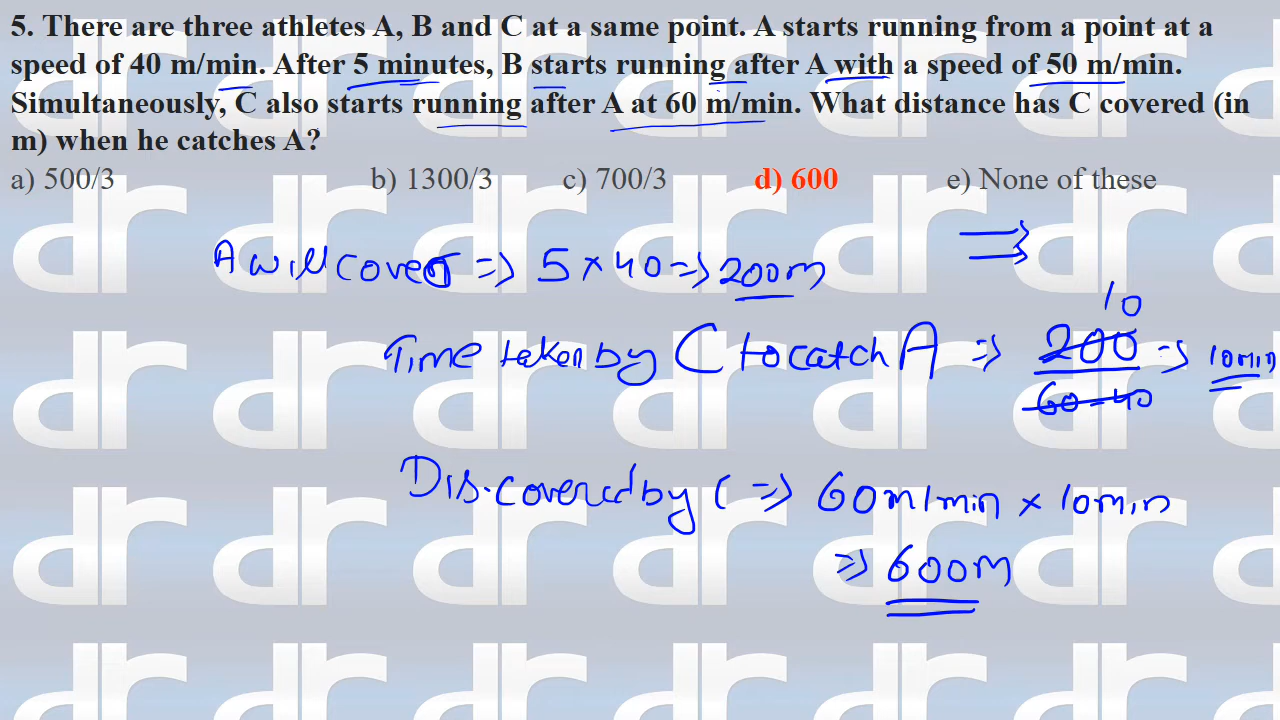 5. There are three athletes A, B and C at a same point. A starts running from a point at a
speed of 40 m/min. After 5 minutes, B starts running after A with a speed of 50 m/min.
Simultaneously, C also starts running after A at 60 m/min. What distance has C covered (in
m) when he catches A?
a) 500/3 b) 1300/3 c) 700/3 d) 600 e) None of these
A will cover => 5 × 40 => 200m
10
Time taken by C to catch A => 200 => 10min
60-40
Dis. covered by C => 60m/min × 10min
=> 600m